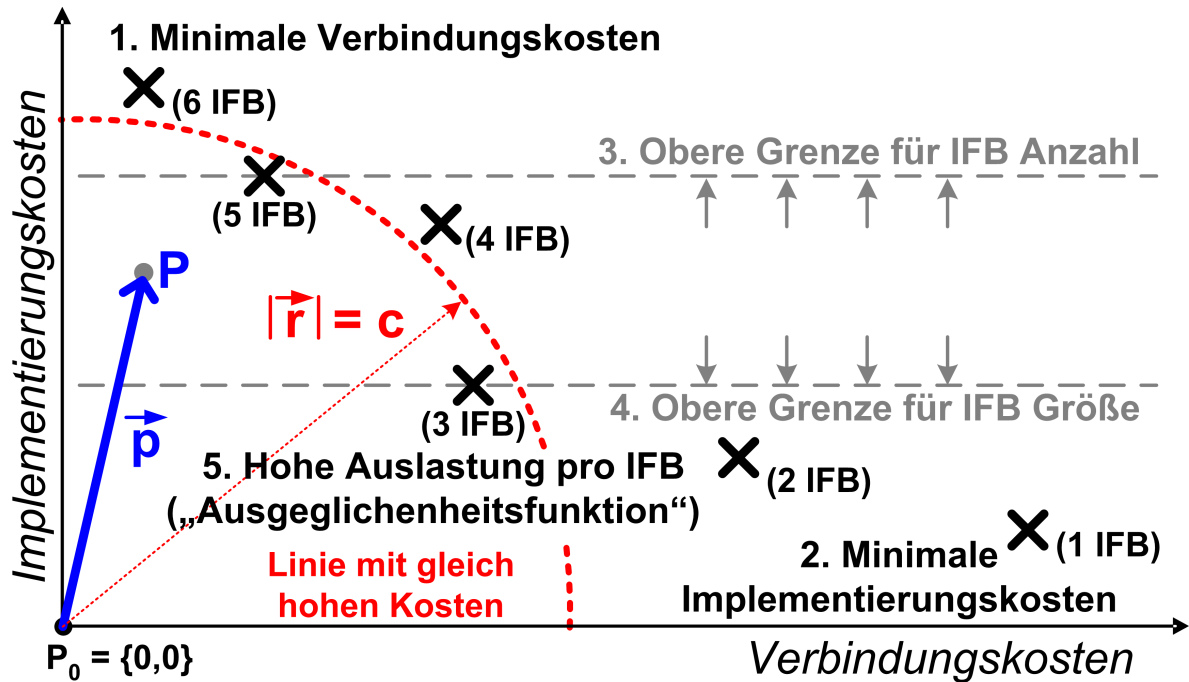 1. Minimale Verbindungskosten
(6 IFB)
3. Obere Grenze für IFB Anzahl
(5 IFB)
(4 IFB)
P
|r| = c
Implementierungskosten
p
4. Obere Grenze für IFB Größe
(3 IFB)
5. Hohe Auslastung pro IFB
(„Ausgeglichenheitsfunktion“)
(2 IFB)
Linie mit gleich
hohen Kosten
(1 IFB)
2. Minimale
Implementierungskosten
P₀ = {0,0}
Verbindungskosten